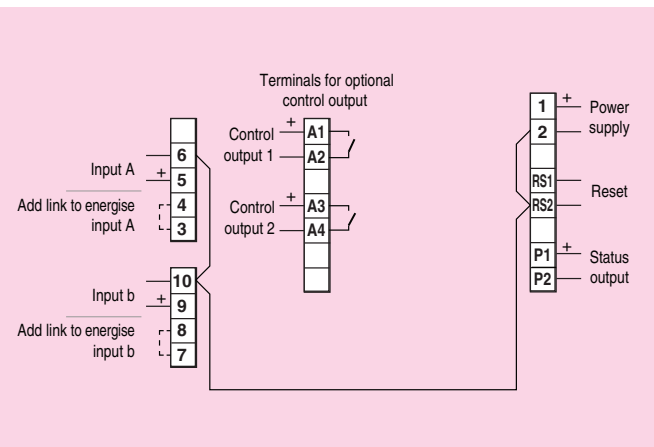 Terminals for optional
control output
6
Input A
+
5
Add link to energise
input A
4
3
10
Input b
+
9
Add link to energise
input b
8
7
Control
output 1
+
A1
A2
Control
output 2
+
A3
A4
1
+
Power
supply
2
RS1
Reset
RS2
P1
+
Status
output
P2